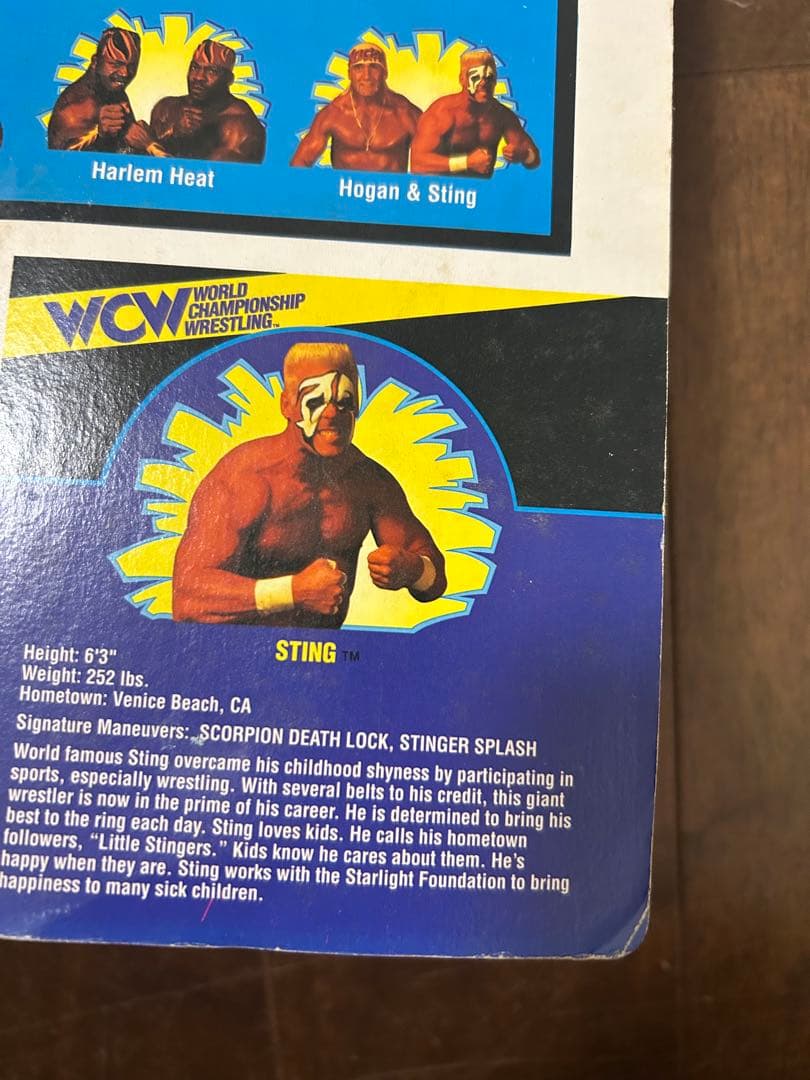 Harlem Heat
Hogan & Sting
WCW WORLD
CHAMPIONSHIP
WRESTLING™
STING TM
Height: 6'3"
Weight: 252 lbs.
Hometown: Venice Beach, CA
Signature Maneuvers: SCORPION DEATH LOCK, STINGER SPLASH
World famous Sting overcame his childhood shyness by participating in
sports, especially wrestling. With several belts to his credit, this giant
wrestler is now in the prime of his career. He is determined to bring his
best to the ring each day. Sting loves kids. He calls his hometown
followers, “Little Stingers.” Kids know he cares about them. He's
happy when they are. Sting works with the Starlight Foundation to bring
happiness to many sick children.